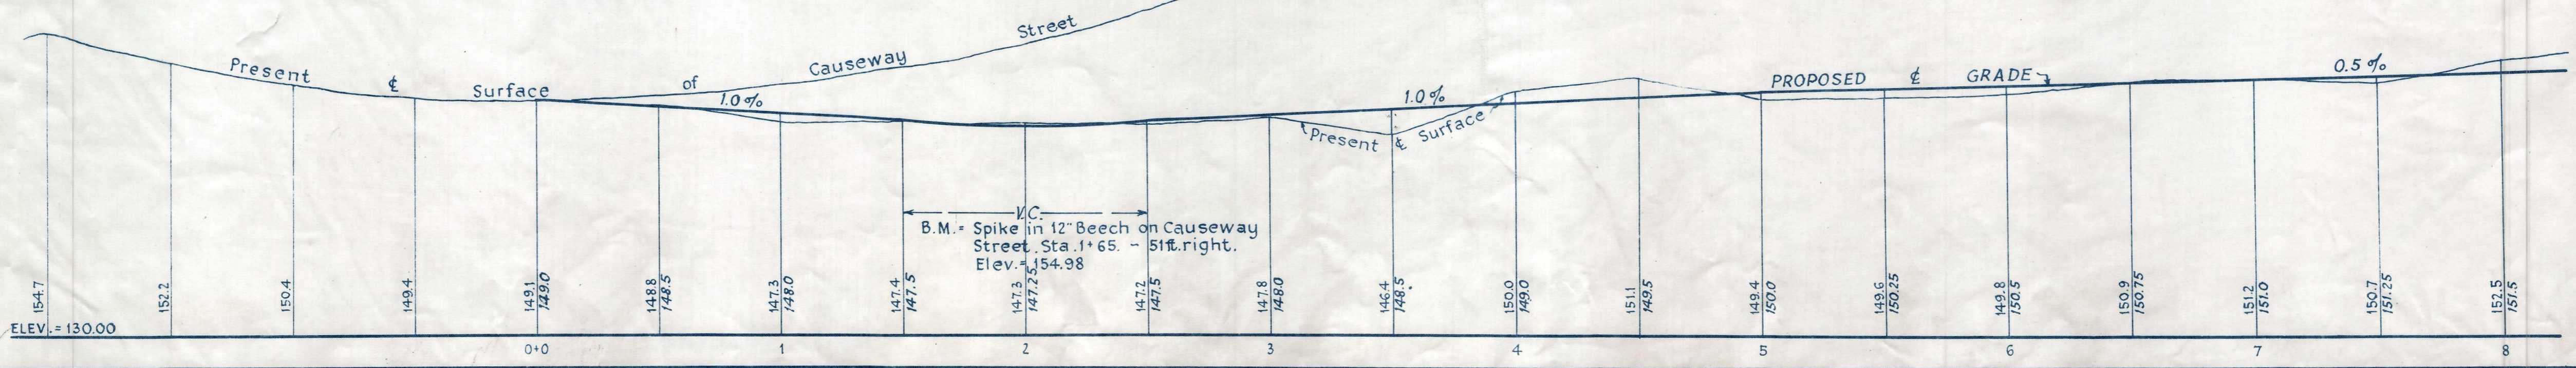 Street
Present ℄ Surface of Causeway
1.0%
1.0%
PROPOSED ℄ GRADE
0.5%
Present ℄ Surface
V.C.
B.M.= Spike in 12" Beech on Causeway
Street. Sta.1+65. - 51ft.right.
Elev.= 154.98
154.7
152.2
150.4
149.4
149.1 149.0
148.8 148.5
147.3 148.0
147.4 147.5
147.3 147.25
147.2 147.5
147.8 148.0
146.4 148.5
150.0 149.0
151.1 149.5
149.4 150.0
149.6 150.25
149.8 150.5
150.9 150.75
151.2 151.0
150.7 151.25
152.5 151.5
ELEV.= 130.00
0+0 1 2 3 4 5 6 7 8